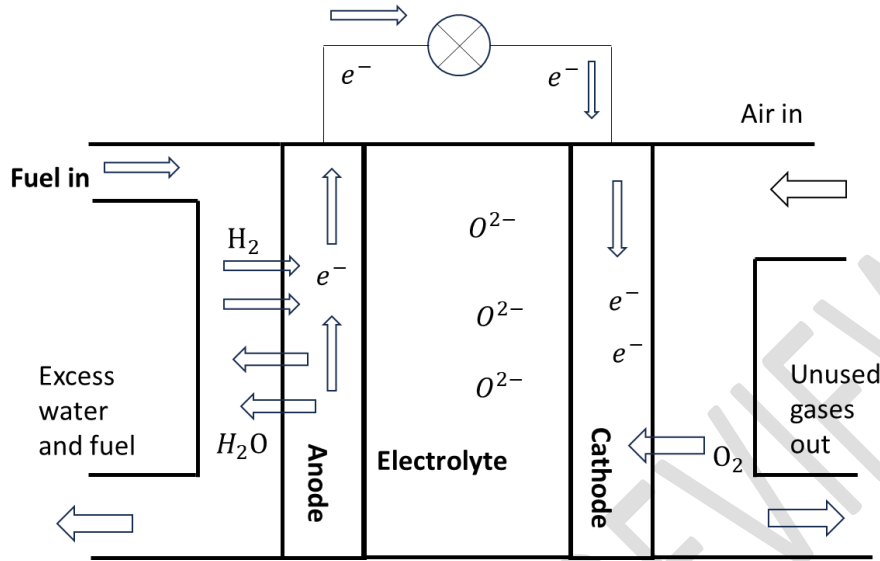 e⁻
e⁻
Air in
Fuel in
H₂
O²⁻
e⁻
e⁻
O²⁻
e⁻
Excess
water
and fuel
O²⁻
Unused
gases
out
H₂O
Anode
Electrolyte
Cathode
O₂